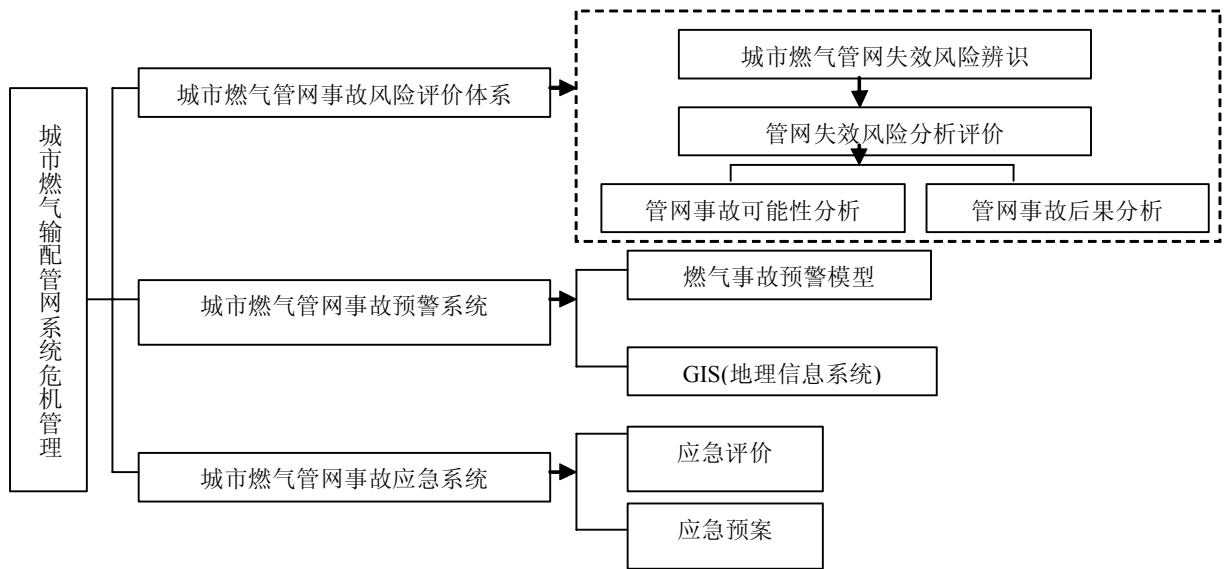 城市燃气输配管网系统危机管理
城市燃气管网事故风险评价体系
城市燃气管网失效风险辨识
管网失效风险分析评价
管网事故可能性分析
管网事故后果分析
城市燃气管网事故预警系统
燃气事故预警模型
GIS(地理信息系统)
城市燃气管网事故应急系统
应急评价
应急预案